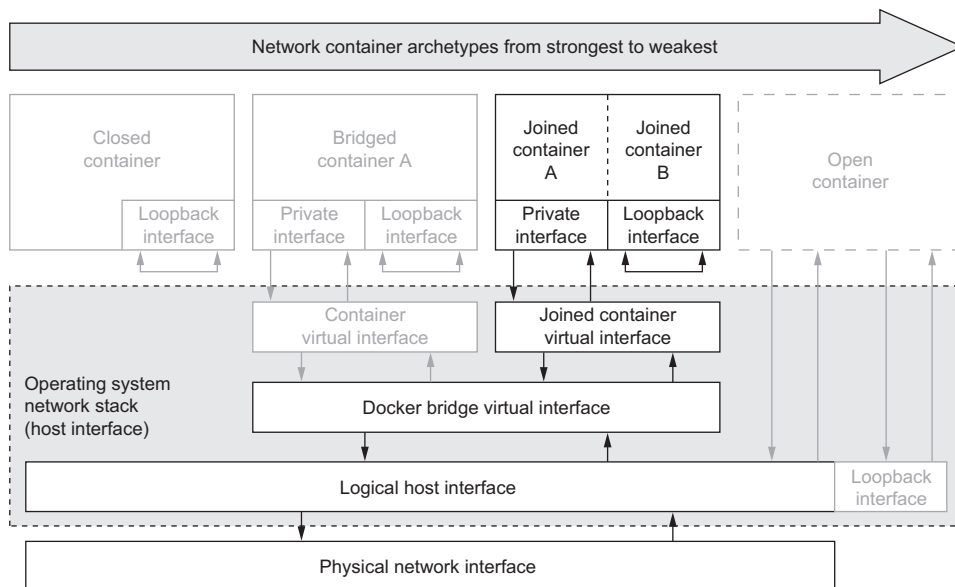 Network container archetypes from strongest to weakest
Closed
container
Loopback
interface
Bridged
container A
Private
interface
Loopback
interface
Joined
container
A
Joined
container
B
Private
interface
Loopback
interface
Open
container
Container
virtual interface
Joined container
virtual interface
Operating system
network stack
(host interface)
Docker bridge virtual interface
Logical host interface
Loopback
interface
Physical network interface